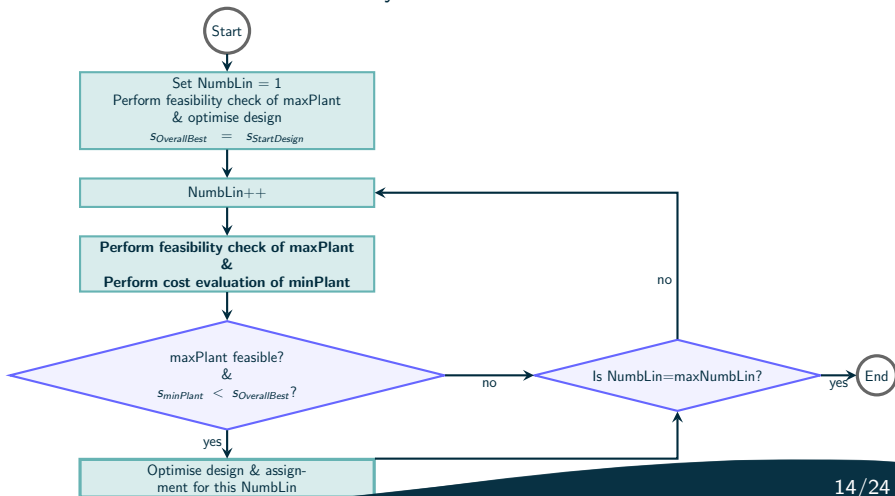 Start
Set NumbLin = 1
Perform feasibility check of maxPlant
& optimise design
s_OverallBest = s_StartDesign
NumbLin++
Perform feasibility check of maxPlant
&
Perform cost evaluation of minPlant
no
maxPlant feasible?
&
s_minPlant < s_OverallBest?
no
Is NumbLin=maxNumbLin?
yes
End
yes
Optimise design & assign-
ment for this NumbLin
14/24